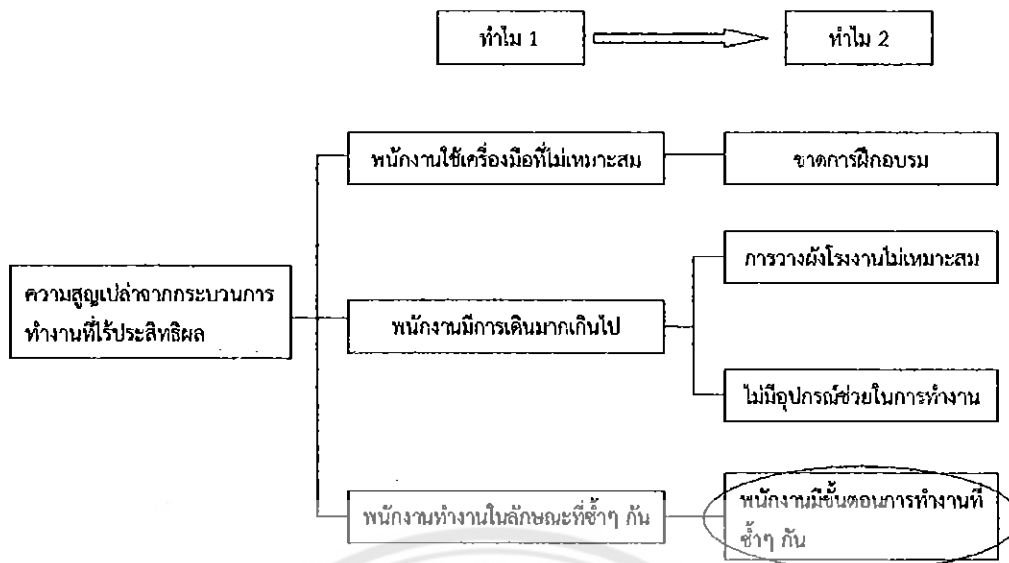 ทำไม 1
ทำไม 2
พนักงานใช้เครื่องมือที่ไม่เหมาะสม
ขาดการฝึกอบรม
การวางผังโรงงานไม่เหมาะสม
ความสูญเปล่าจากกระบวนการ
ทำงานที่ไร้ประสิทธิผล
พนักงานมีการเดินมากเกินไป
ไม่มีอุปกรณ์ช่วยในการทำงาน
พนักงานทำงานในลักษณะที่ซ้ำๆ กัน
พนักงานมีขั้นตอนการทำงานที่
ซ้ำๆ กัน